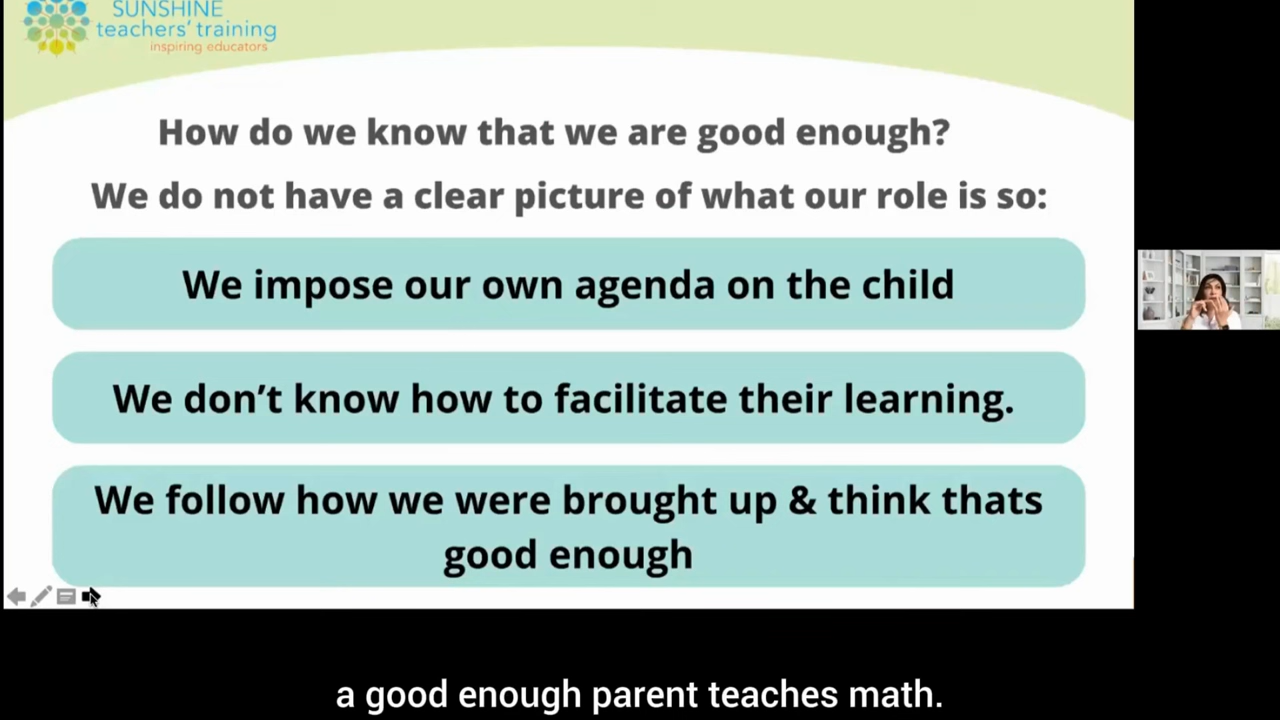 SUNSHINE
teachers' training
inspiring educators
How do we know that we are good enough?
We do not have a clear picture of what our role is so:
We impose our own agenda on the child
We don't know how to facilitate their learning.
We follow how we were brought up & think thats
good enough
a good enough parent teaches math.